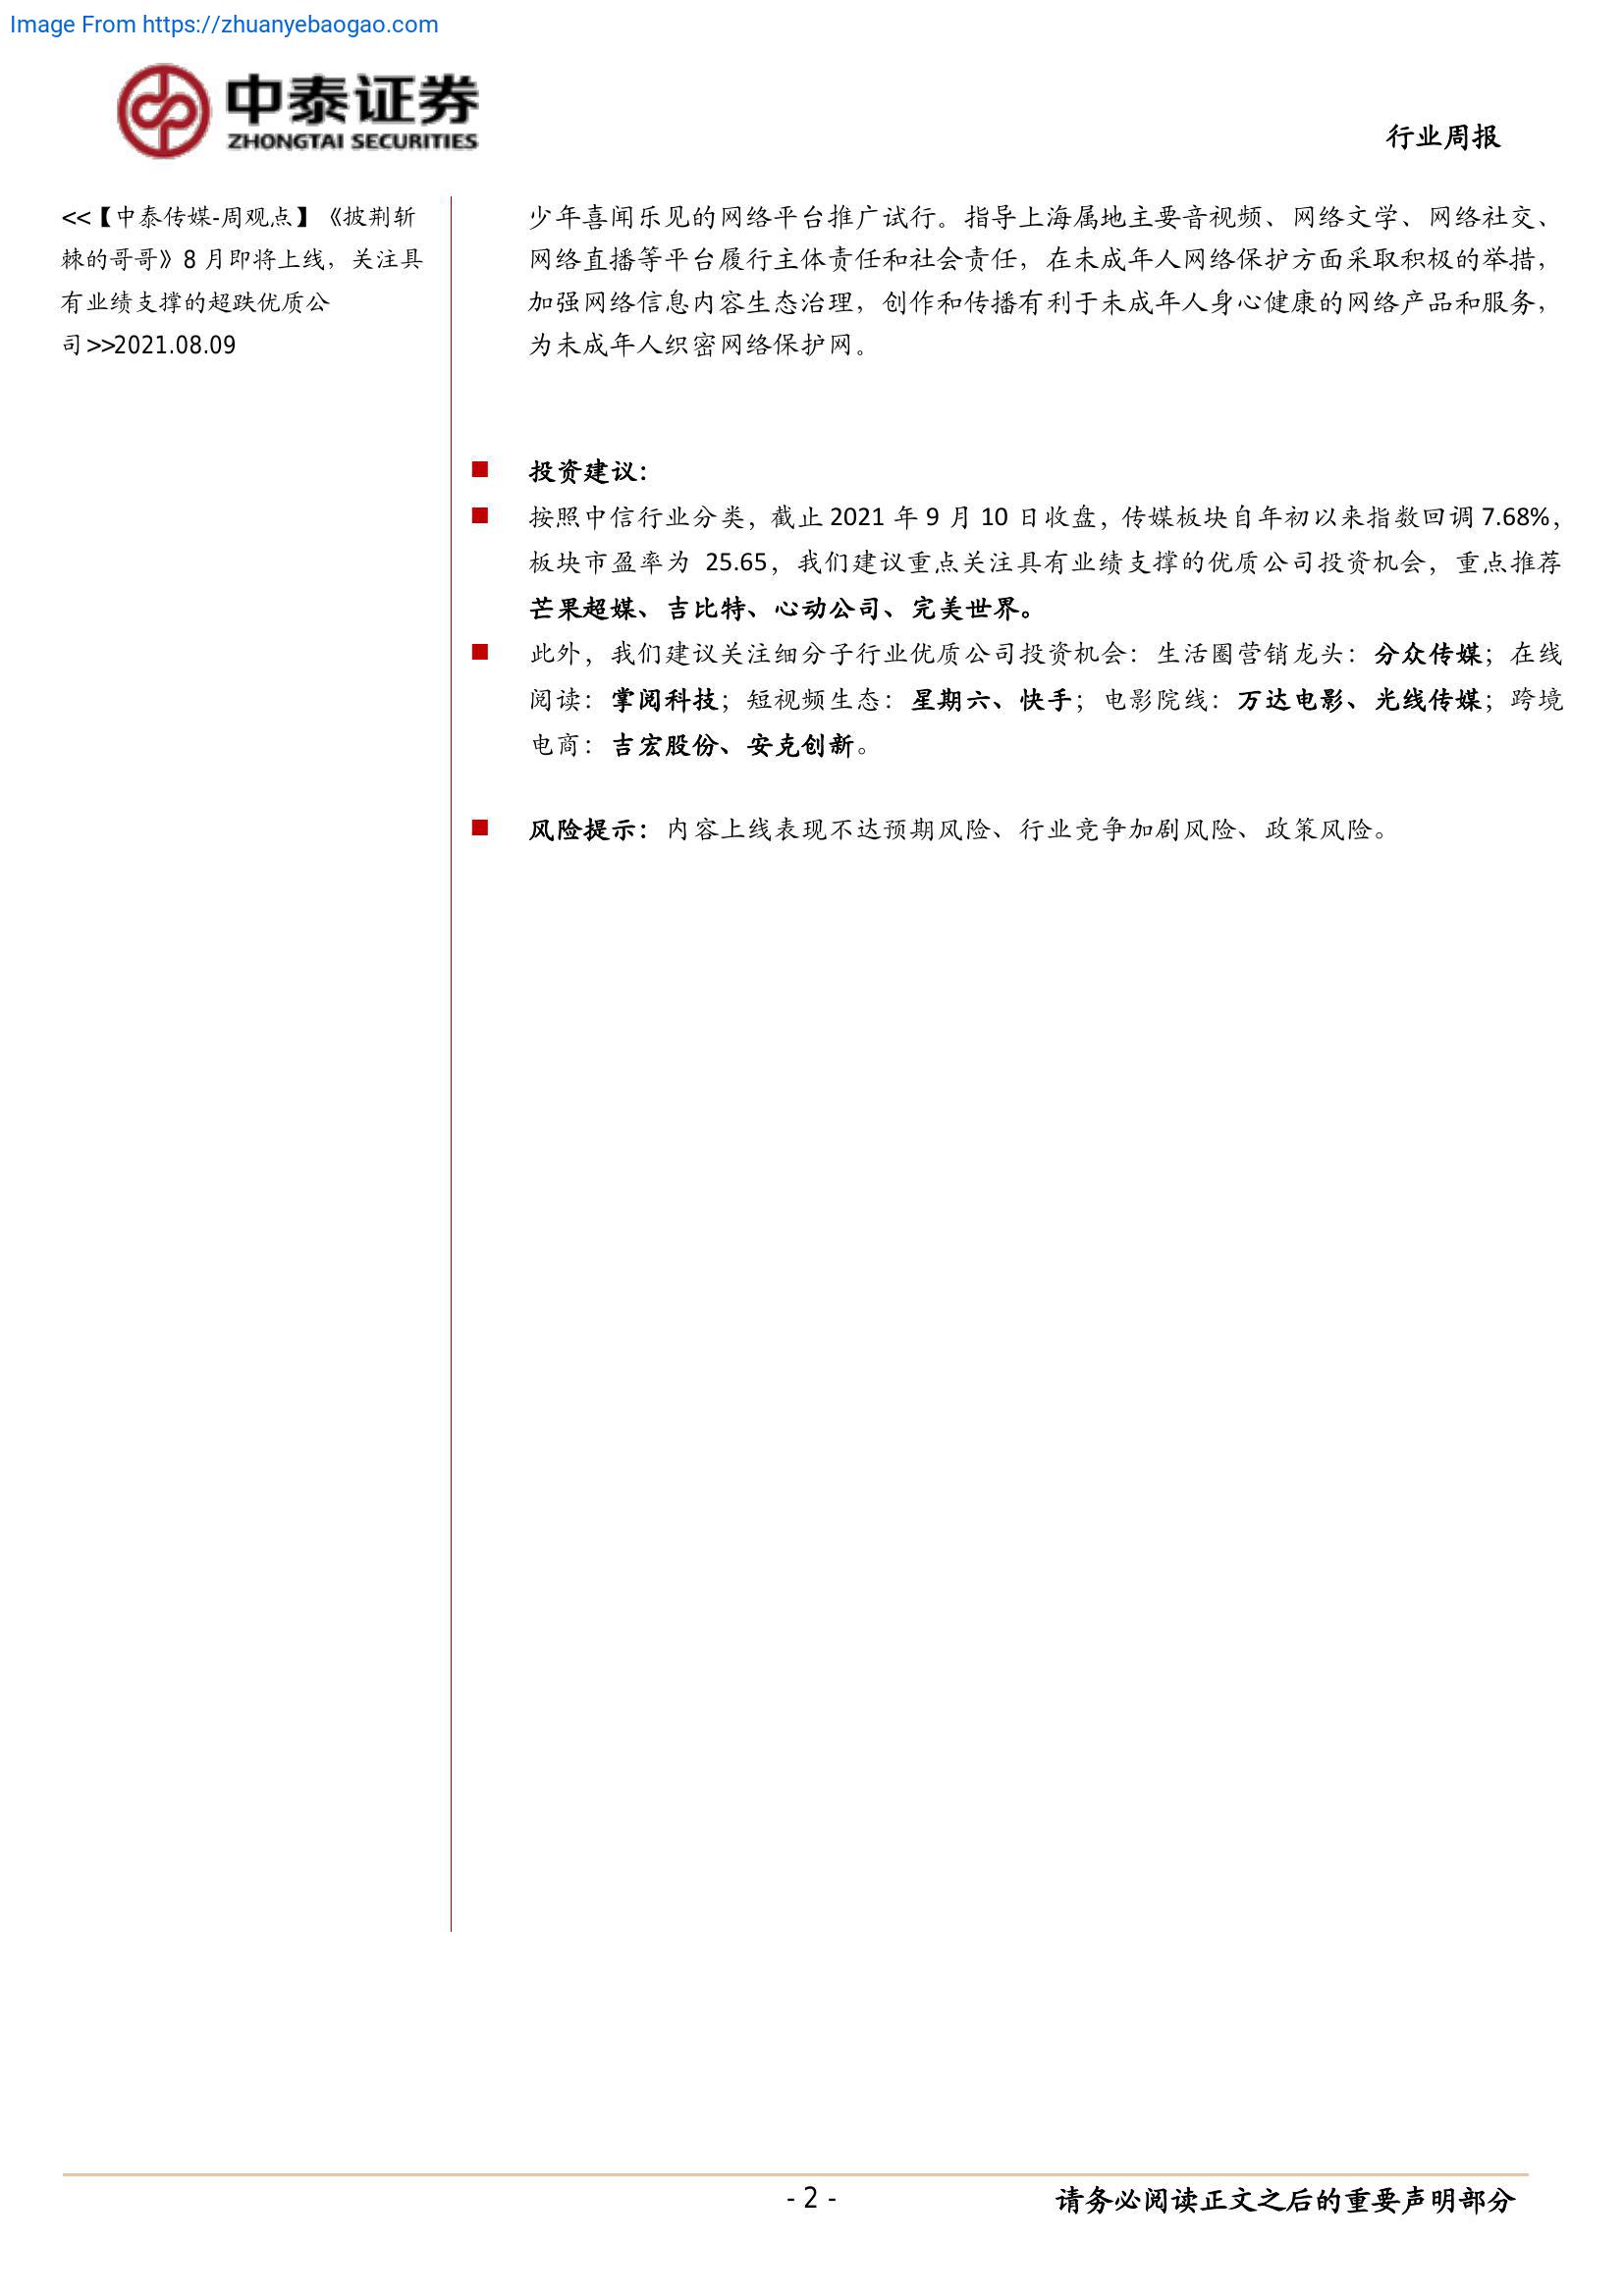 Image From https://zhuanyebaogao.com
中泰证券
ZHONGTAI SECURITIES
行业周报
<<【中泰传媒-周观点】《披荆斩
棘的哥哥》8 月即将上线，关注具
有业绩支撑的超跌优质公
司>>2021.08.09
少年喜闻乐见的网络平台推广试行。指导上海属地主要音视频、网络文学、网络社交、
网络直播等平台履行主体责任和社会责任，在未成年人网络保护方面采取积极的举措，
加强网络信息内容生态治理，创作和传播有利于未成年人身心健康的网络产品和服务，
为未成年人织密网络保护网。
■ 投资建议：
■ 按照中信行业分类，截止 2021 年 9 月 10 日收盘，传媒板块自年初以来指数回调 7.68%，
板块市盈率为 25.65，我们建议重点关注具有业绩支撑的优质公司投资机会，重点推荐
芒果超媒、吉比特、心动公司、完美世界。
■ 此外，我们建议关注细分子行业优质公司投资机会：生活圈营销龙头：分众传媒；在线
阅读：掌阅科技；短视频生态：星期六、快手；电影院线：万达电影、光线传媒；跨境
电商：吉宏股份、安克创新。
■ 风险提示：内容上线表现不达预期风险、行业竞争加剧风险、政策风险。
- 2 -
请务必阅读正文之后的重要声明部分